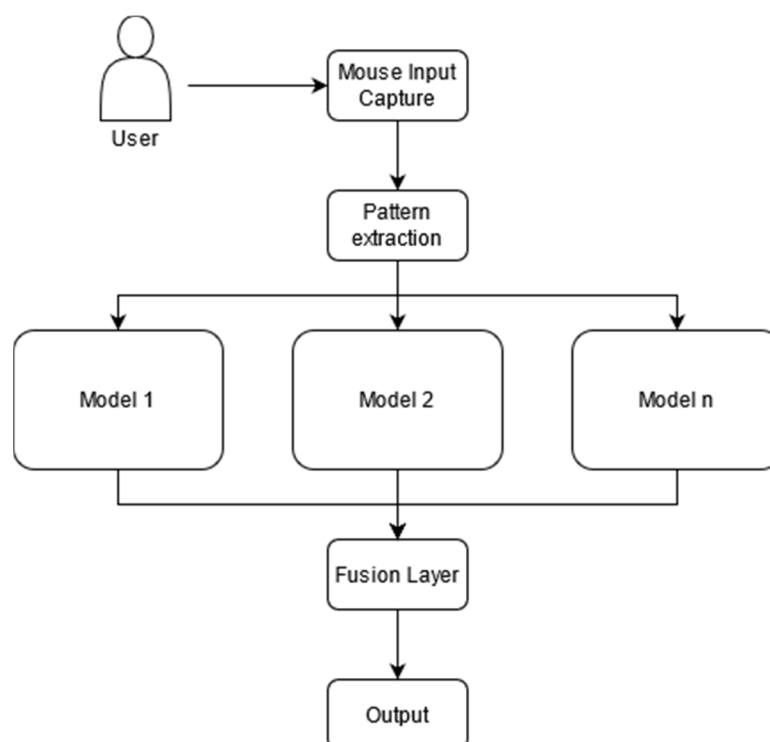 User
Mouse Input
Capture
Pattern
extraction
Model 1
Model 2
Model n
Fusion Layer
Output